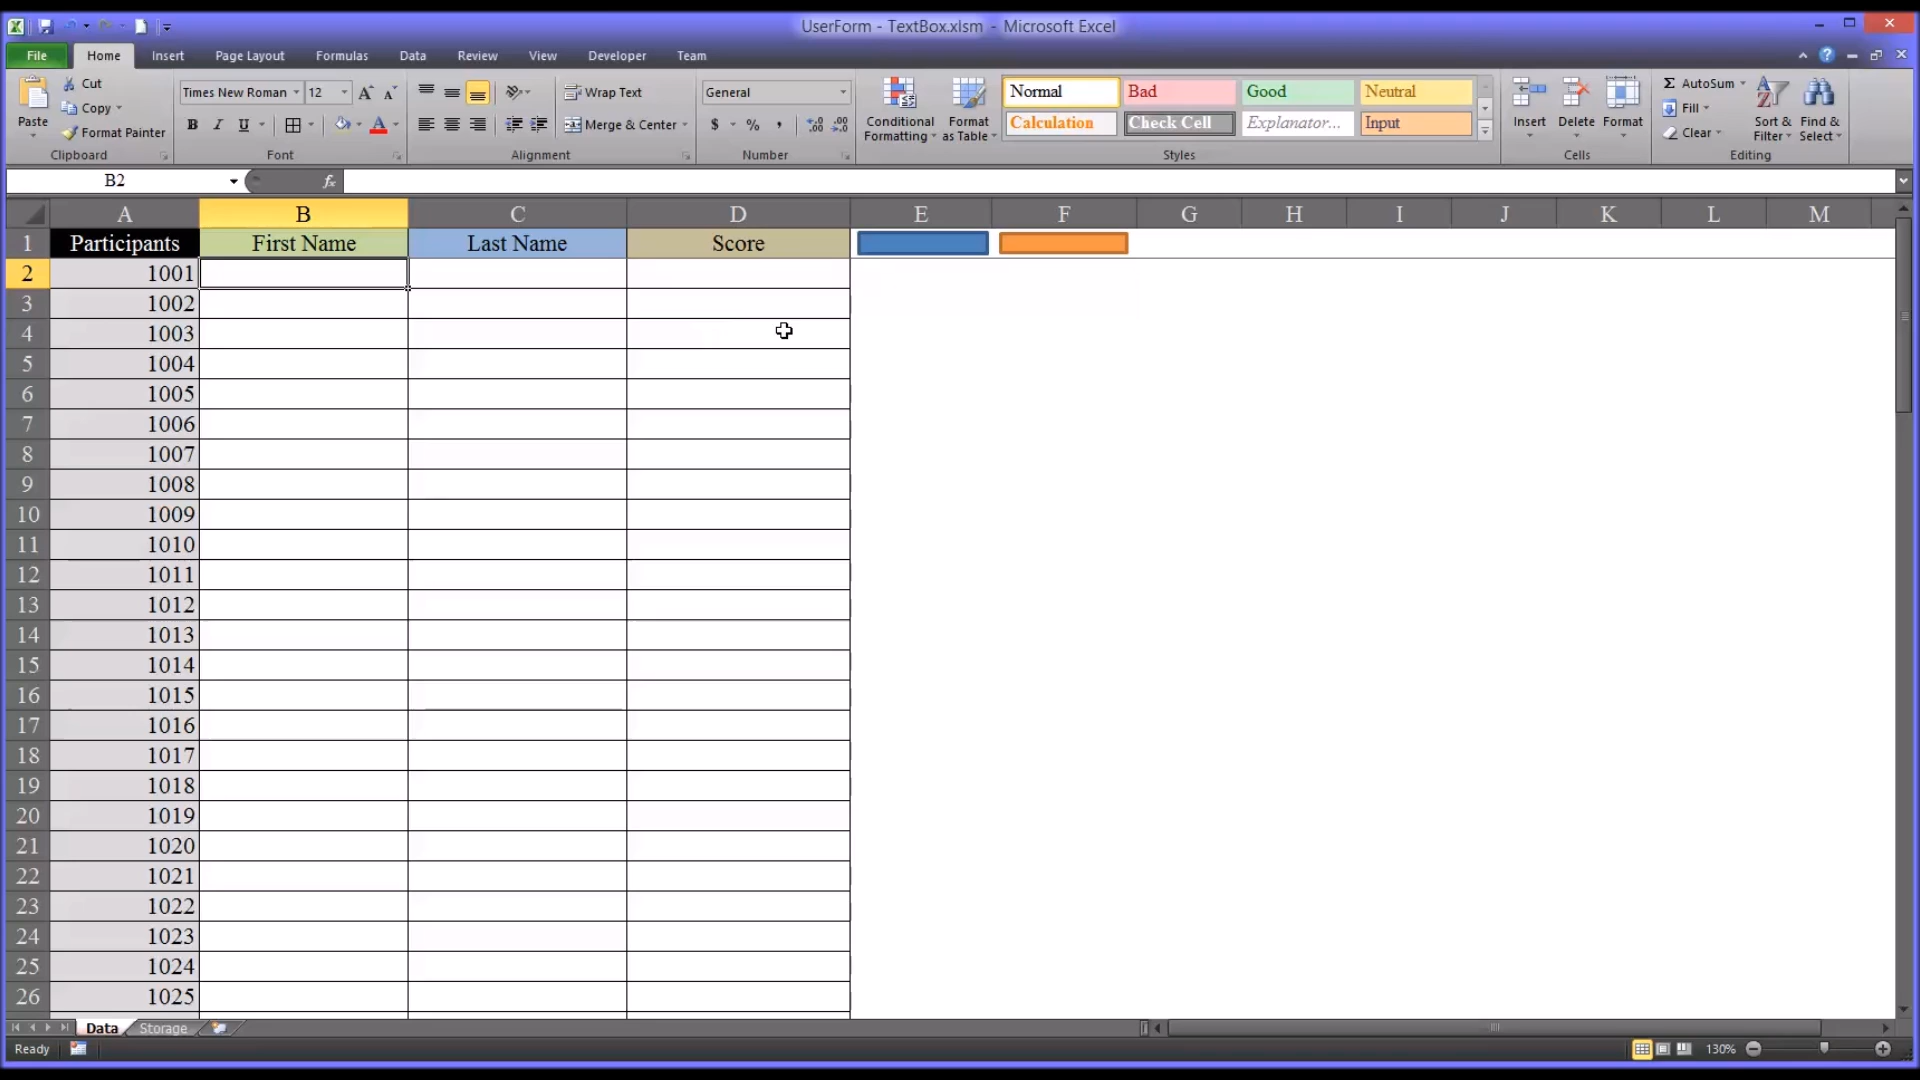 UserForm - TextBox.xlsm - Microsoft Excel
File Home Insert Page Layout Formulas Data Review View Developer Team
Paste
Cut
Copy
Format Painter
Clipboard
Times New Roman 12 A A
B I U A
Font
Wrap Text
Merge & Center
Alignment
General
$ % ,
Number
Conditional Formatting
Format as Table
Normal Bad Good Neutral
Calculation Check Cell Explanator... Input
Styles
Insert Delete Format
Cells
Σ AutoSum
Fill
Clear
Sort & Filter
Find & Select
Editing
B2 fx
A B C D E F G H I J K L M
1 Participants First Name Last Name Score
2 1001
3 1002
4 1003
5 1004
6 1005
7 1006
8 1007
9 1008
10 1009
11 1010
12 1011
13 1012
14 1013
15 1014
16 1015
17 1016
18 1017
19 1018
20 1019
21 1020
22 1021
23 1022
24 1023
25 1024
26 1025
Data Storage
Ready 130%